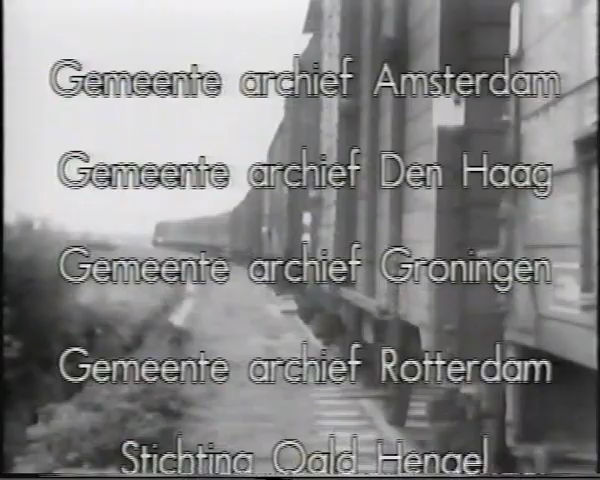 Gemeente archief Amsterdam
Gemeente archief Den Haag
Gemeente archief Groningen
Gemeente archief Rotterdam
Stichting Oald Hengel